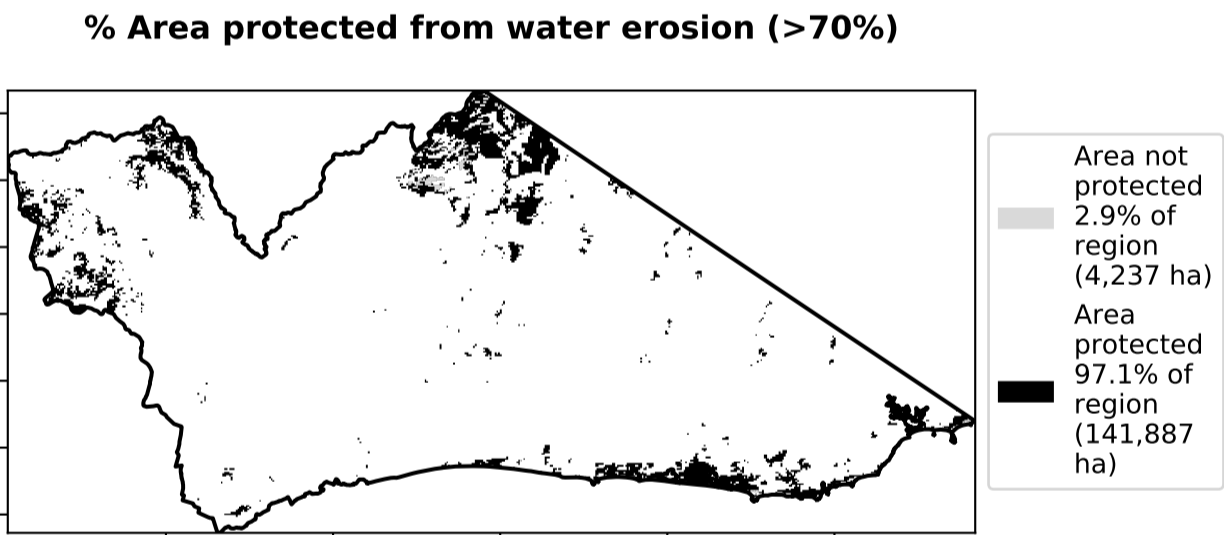 % Area protected from water erosion (>70%)
Area not
protected
2.9% of
region
(4,237 ha)
Area
protected
97.1% of
region
(141,887
ha)